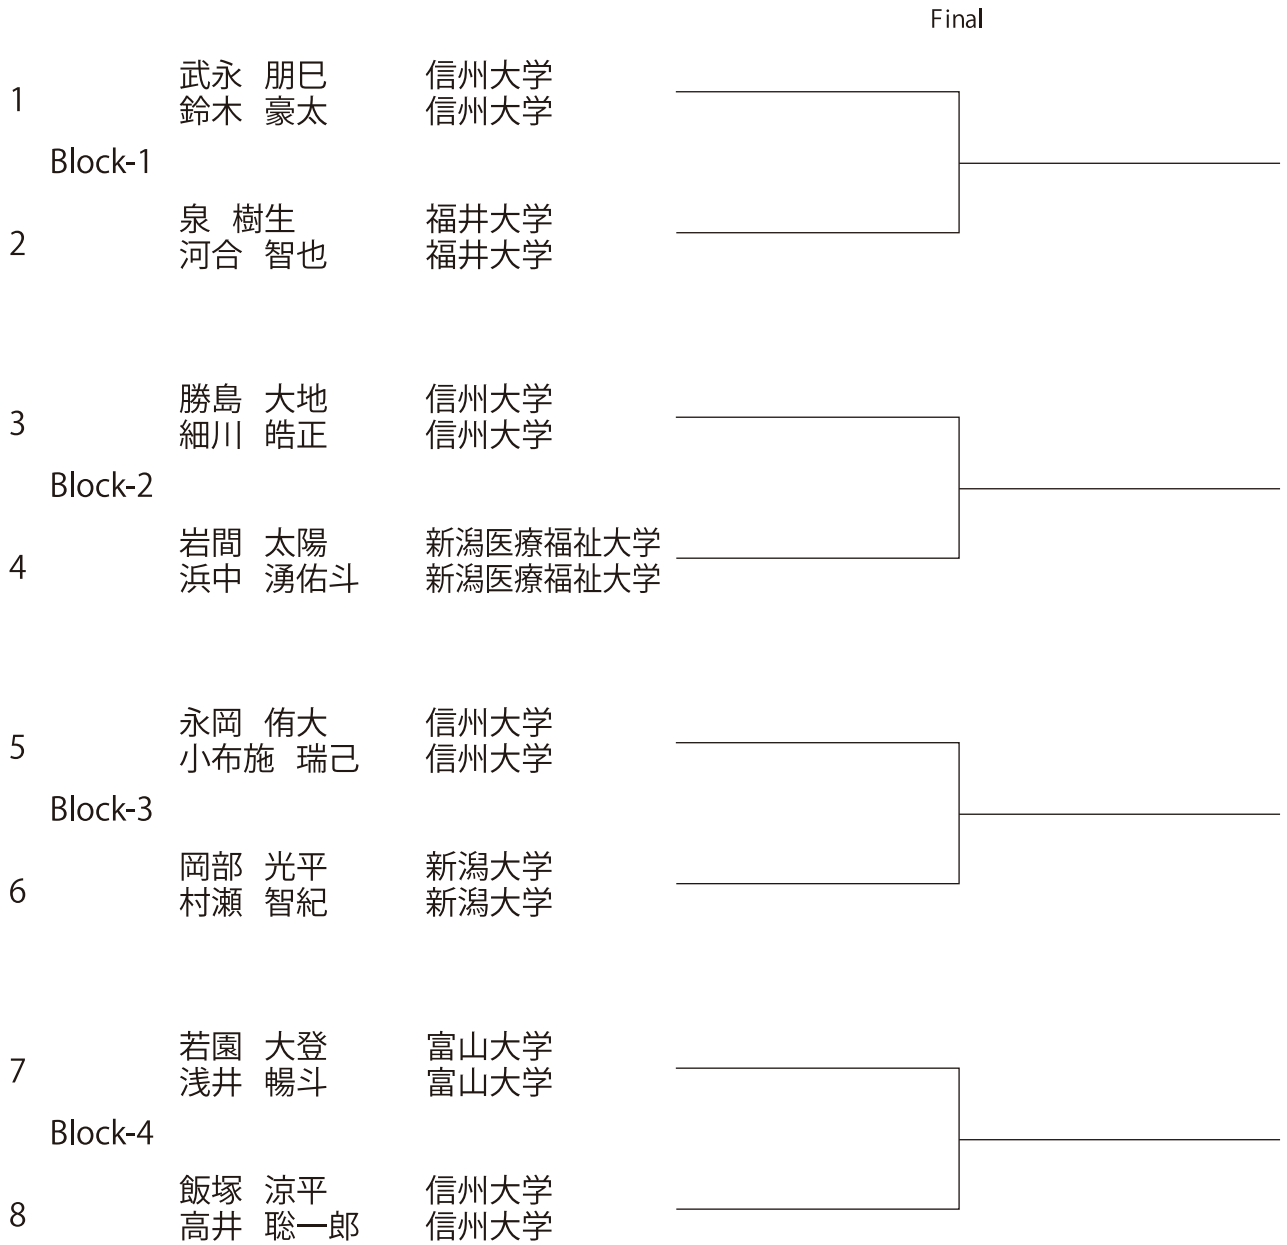 Final
武永 朋巳 信州大学
1
鈴木 豪太 信州大学
Block-1
泉 樹生 福井大学
2
河合 智也 福井大学
勝島 大地 信州大学
3
細川 皓正 信州大学
Block-2
岩間 太陽 新潟医療福祉大学
4
浜中 湧佑斗 新潟医療福祉大学
永岡 侑大 信州大学
5
小布施 瑞己 信州大学
Block-3
岡部 光平 新潟大学
6
村瀬 智紀 新潟大学
若園 大登 富山大学
7
浅井 暢斗 富山大学
Block-4
飯塚 涼平 信州大学
8
高井 聡一郎 信州大学